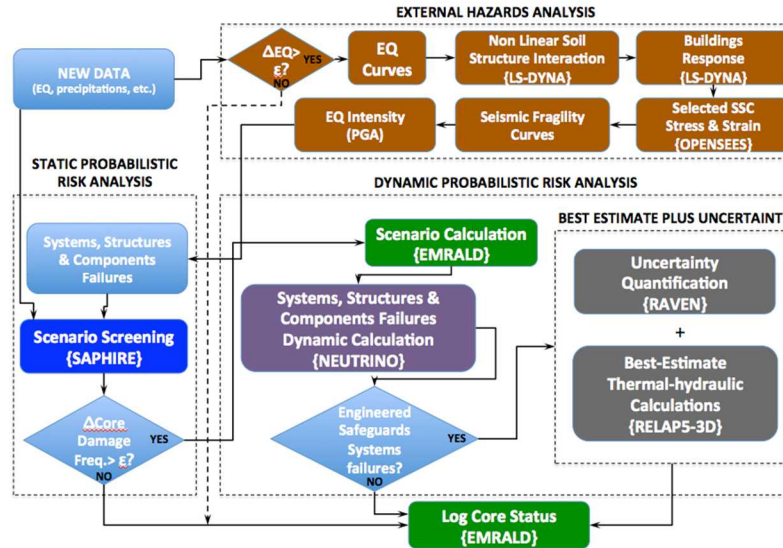 EXTERNAL HAZARDS ANALYSIS
NEW DATA
(EQ, precipitations, etc.)
ΔEQ>
ε?
YES
NO
EQ
Curves
Non Linear Soil
Structure Interaction
{LS-DYNA}
Buildings
Response
{LS-DYNA}
EQ Intensity
(PGA)
Seismic Fragility
Curves
Selected SSC
Stress & Strain
{OPENSEES}
STATIC PROBABILISTIC
RISK ANALYSIS
DYNAMIC PROBABILISTIC RISK ANALYSIS
BEST ESTIMATE PLUS UNCERTAINT
Systems, Structures
& Components
Failures
Scenario Screening
{SAPHIRE}
ΔCore
Damage
Freq.> ε?
YES
NO
Scenario Calculation
{EMRALD}
Systems, Structures &
Components Failures
Dynamic Calculation
{NEUTRINO}
Engineered
Safeguards
Systems
failures?
YES
NO
Uncertainty
Quantification
{RAVEN}
+
Best-Estimate
Thermal-hydraulic
Calculations
{RELAP5-3D}
Log Core Status
{EMRALD}